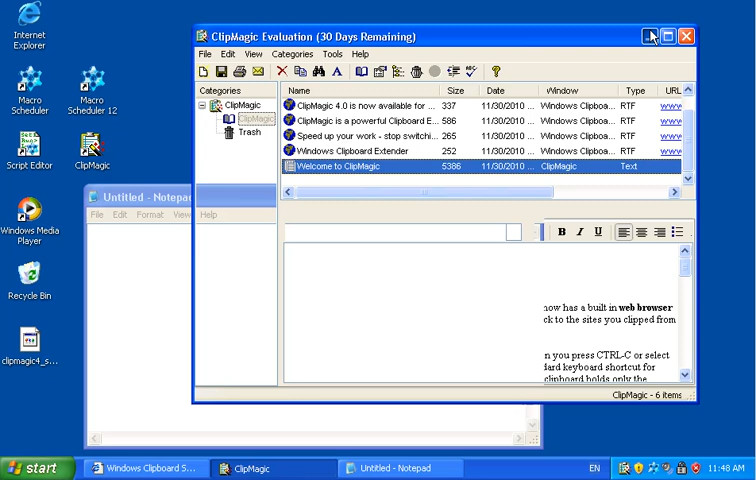 Internet
Explorer
Macro
Scheduler
Macro
Scheduler 12
Script Editor
ClipMagic
Windows Media
Player
Recycle Bin
clipmagic4_s...
ClipMagic Evaluation (30 Days Remaining)
File Edit View Categories Tools Help
Categories
ClipMagic
ClipMagic
Trash
Name Size Date Window Type URL
ClipMagic 4.0 is now available for ... 337 11/30/2010 ... Windows Clipboa... RTF www
ClipMagic is a powerful Clipboard E... 586 11/30/2010 ... Windows Clipboa... RTF www
Speed up your work - stop switchi... 265 11/30/2010 ... Windows Clipboa... RTF www
Windows Clipboard Extender 252 11/30/2010 ... Windows Clipboa... RTF www
Welcome to ClipMagic 5386 11/30/2010 ... ClipMagic Text
B I U
now has a built in web browser
ck to the sites you clipped from
n you press CTRL-C or select
dard keyboard shortcut for
clipboard holds only the
ClipMagic - 6 items
Untitled - Notepad
File Edit Format View Help
start
Windows Clipboard S...
ClipMagic
Untitled - Notepad
EN
11:48 AM